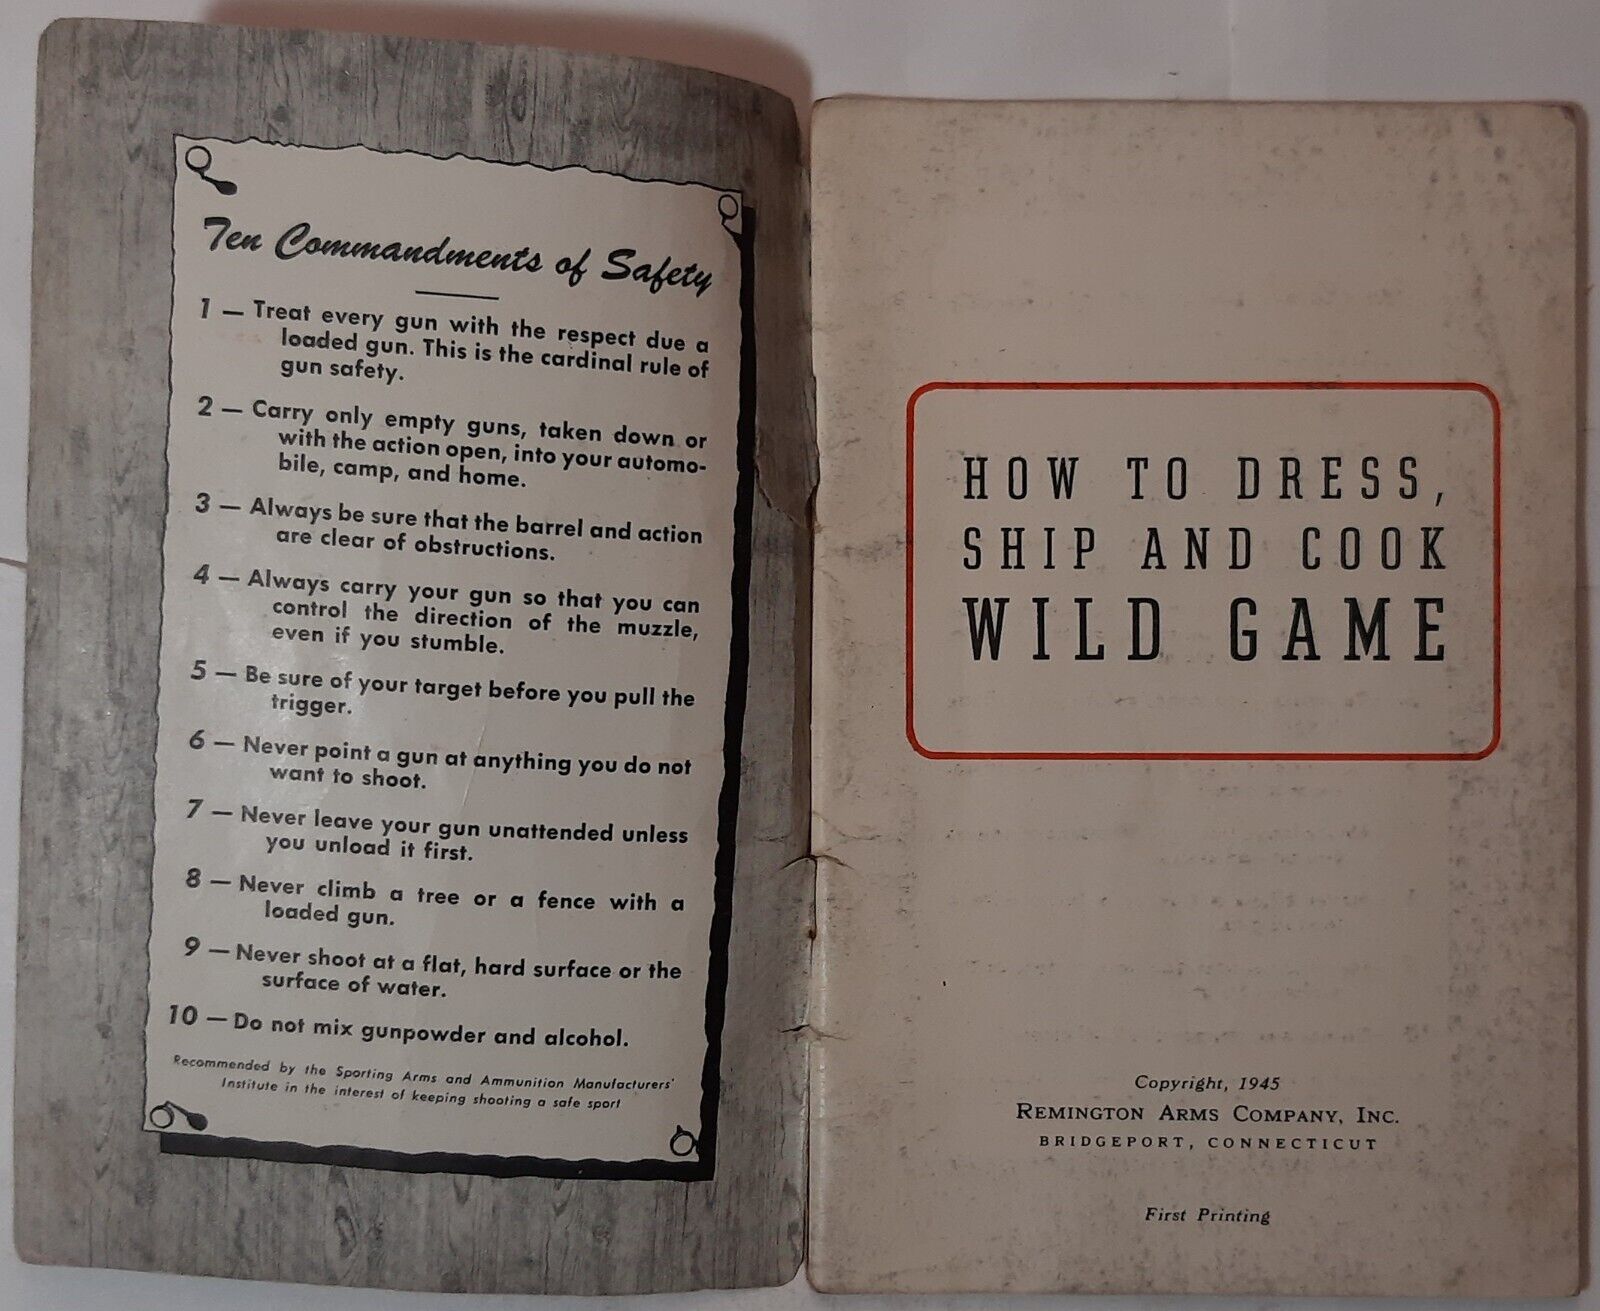 Ten Commandments of Safety
1 — Treat every gun with the respect due a
loaded gun. This is the cardinal rule of
gun safety.
2 — Carry only empty guns, taken down or
with the action open, into your automo-
bile, camp, and home.
3 — Always be sure that the barrel and action
are clear of obstructions.
4 — Always carry your gun so that you can
control the direction of the muzzle,
even if you stumble.
5 — Be sure of your target before you pull the
trigger.
6 — Never point a gun at anything you do not
want to shoot.
7 — Never leave your gun unattended unless
you unload it first.
8 — Never climb a tree or a fence with a
loaded gun.
9 — Never shoot at a flat, hard surface or the
surface of water.
10 — Do not mix gunpowder and alcohol.
Recommended by the Sporting Arms and Ammunition Manufacturers'
Institute in the interest of keeping shooting a safe sport
HOW TO DRESS,
SHIP AND COOK
WILD GAME
Copyright, 1945
REMINGTON ARMS COMPANY, INC.
BRIDGEPORT, CONNECTICUT
First Printing